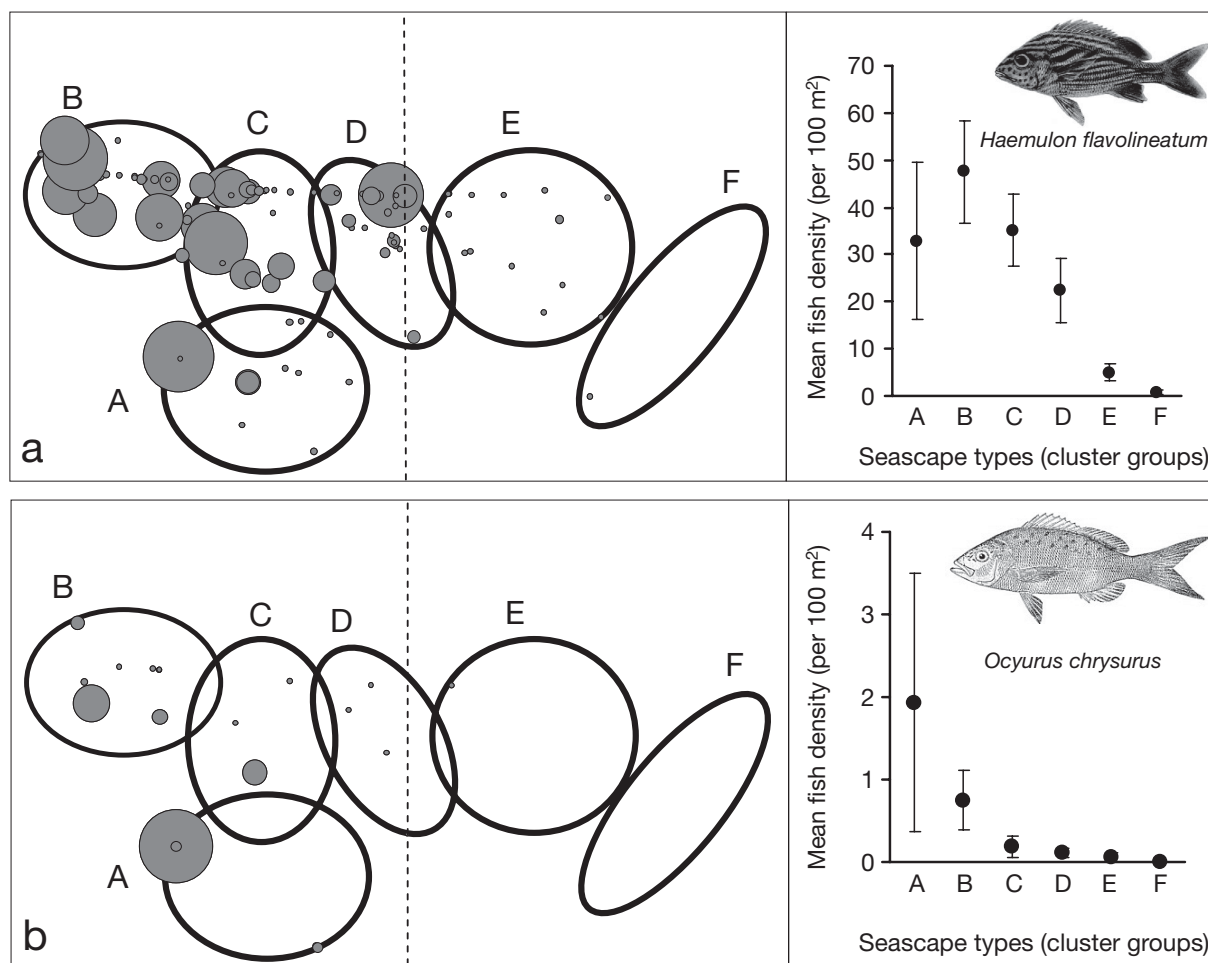 B
C
D
E
F
A
a
70
60
50
40
30
20
10
0
Mean fish density (per 100 m²)
Haemulon flavolineatum
A B C D E F
Seascape types (cluster groups)
B
C
D
E
F
A
b
4
3
2
1
0
Mean fish density (per 100 m²)
Ocyurus chrysurus
A B C D E F
Seascape types (cluster groups)